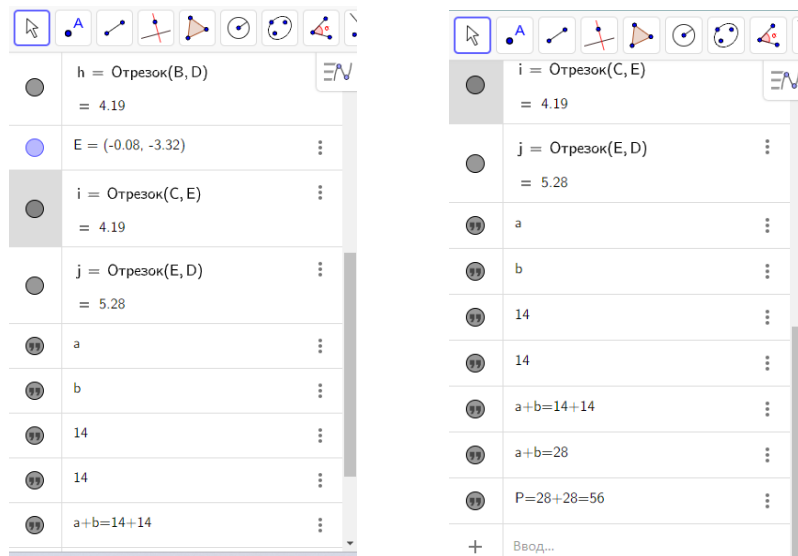 h = Отрезок(B, D)
= 4.19
E = (-0.08, -3.32)
i = Отрезок(C, E)
= 4.19
j = Отрезок(E, D)
= 5.28
a
b
14
14
a+b=14+14
i = Отрезок(C, E)
= 4.19
j = Отрезок(E, D)
= 5.28
a
b
14
14
a+b=14+14
a+b=28
P=28+28=56
Ввод...